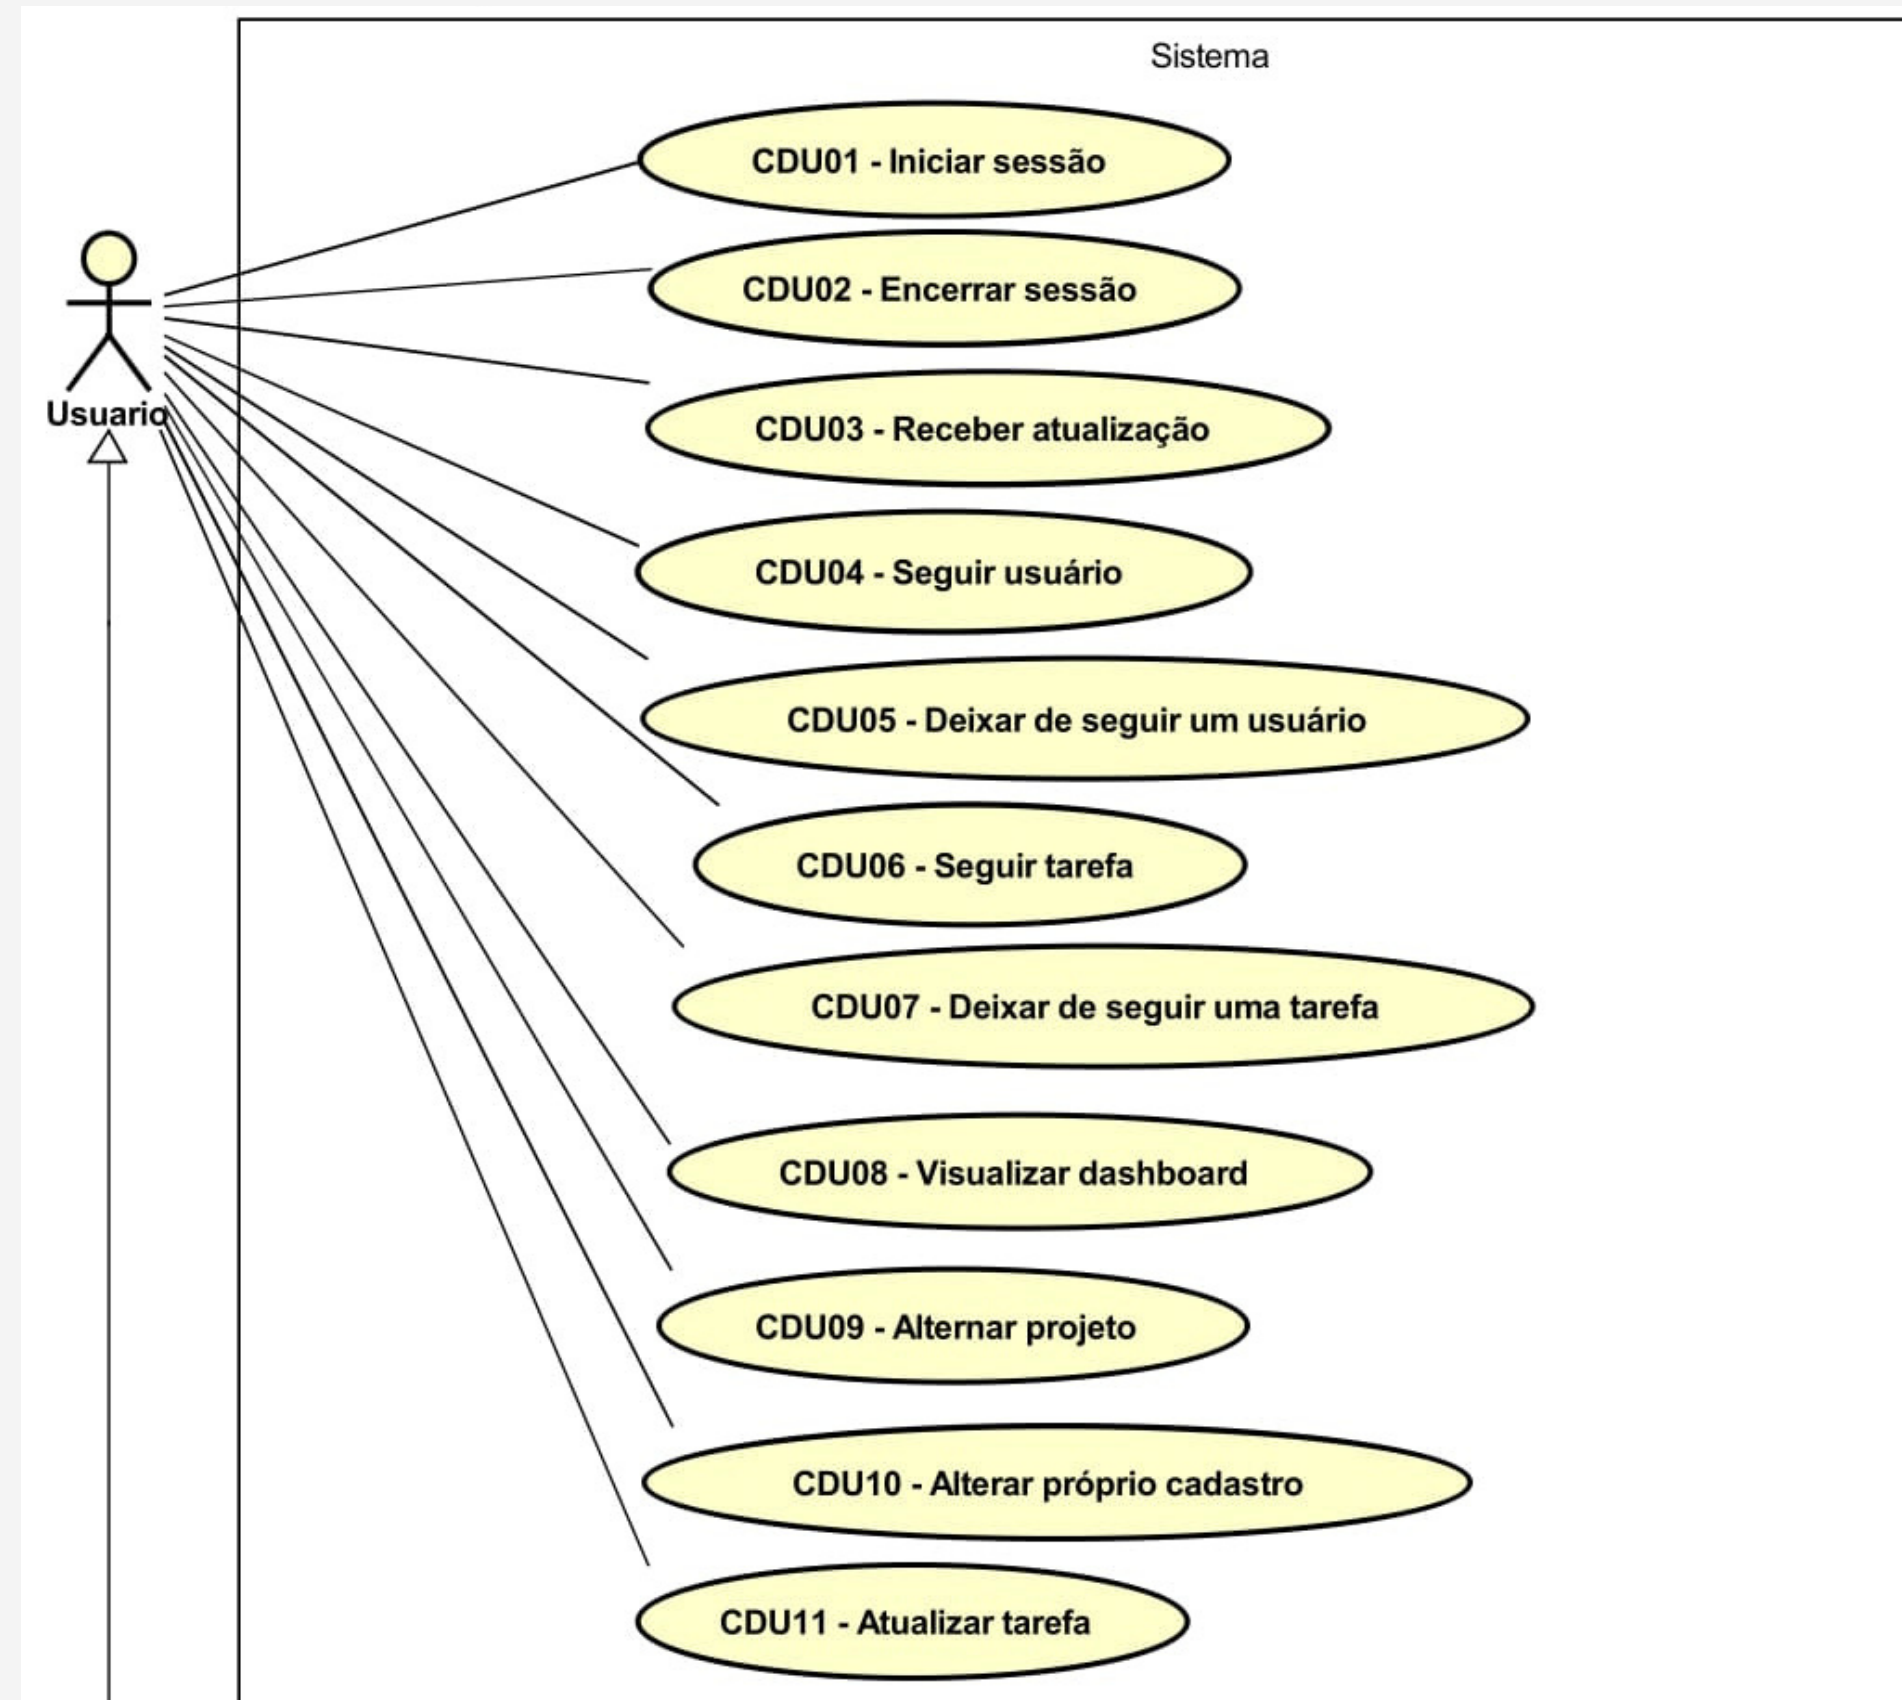 Sistema
CDU01 - Iniciar sessão
CDU02 - Encerrar sessão
Usuario
CDU03 - Receber atualização
CDU04 - Seguir usuário
CDU05 - Deixar de seguir um usuário
CDU06 - Seguir tarefa
CDU07 - Deixar de seguir uma tarefa
CDU08 - Visualizar dashboard
CDU09 - Alternar projeto
CDU10 - Alterar próprio cadastro
CDU11 - Atualizar tarefa